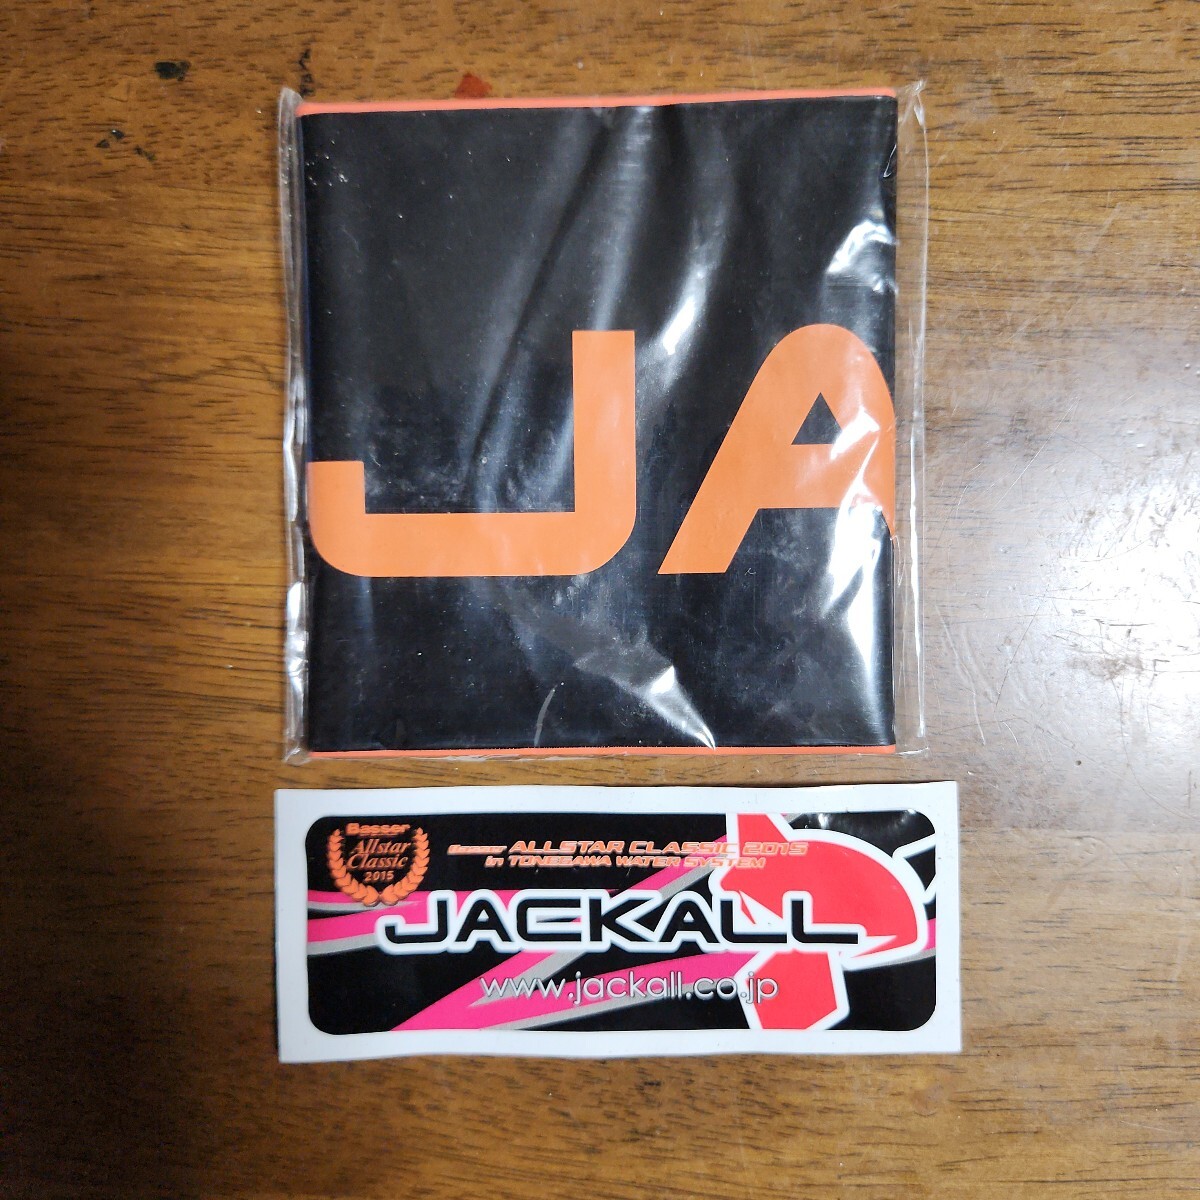 JA
Basser
Allstar
Classic
2015
Basser ALLSTAR CLASSIC 2015
in TONEGAWA WATER SYSTEM
JACKALL
www.jackall.co.jp